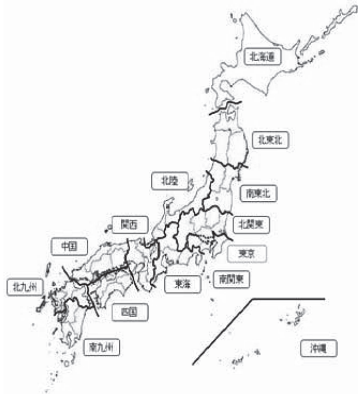 北海道
北東北
北陸
南東北
関西
北関東
中国
東京
北九州
東海
南関東
四国
南九州
沖縄